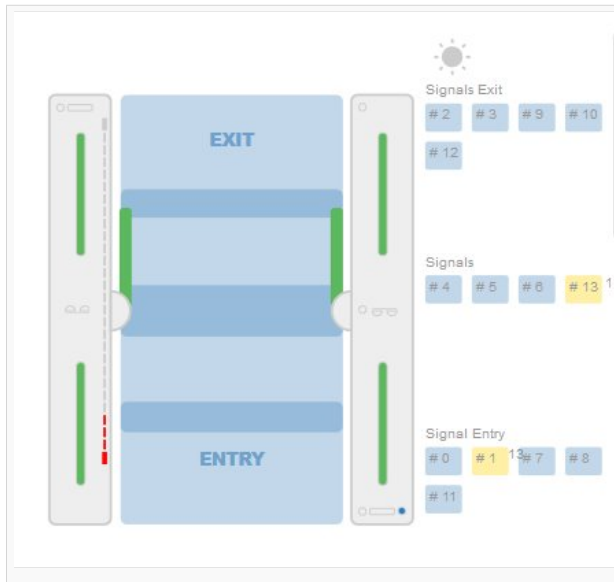 Signals Exit
# 2 # 3 # 9 # 10
# 12
EXIT
Signals
# 4 # 5 # 6 # 13 1
Signal Entry
# 0 # 1 13 # 7 # 8
# 11
ENTRY